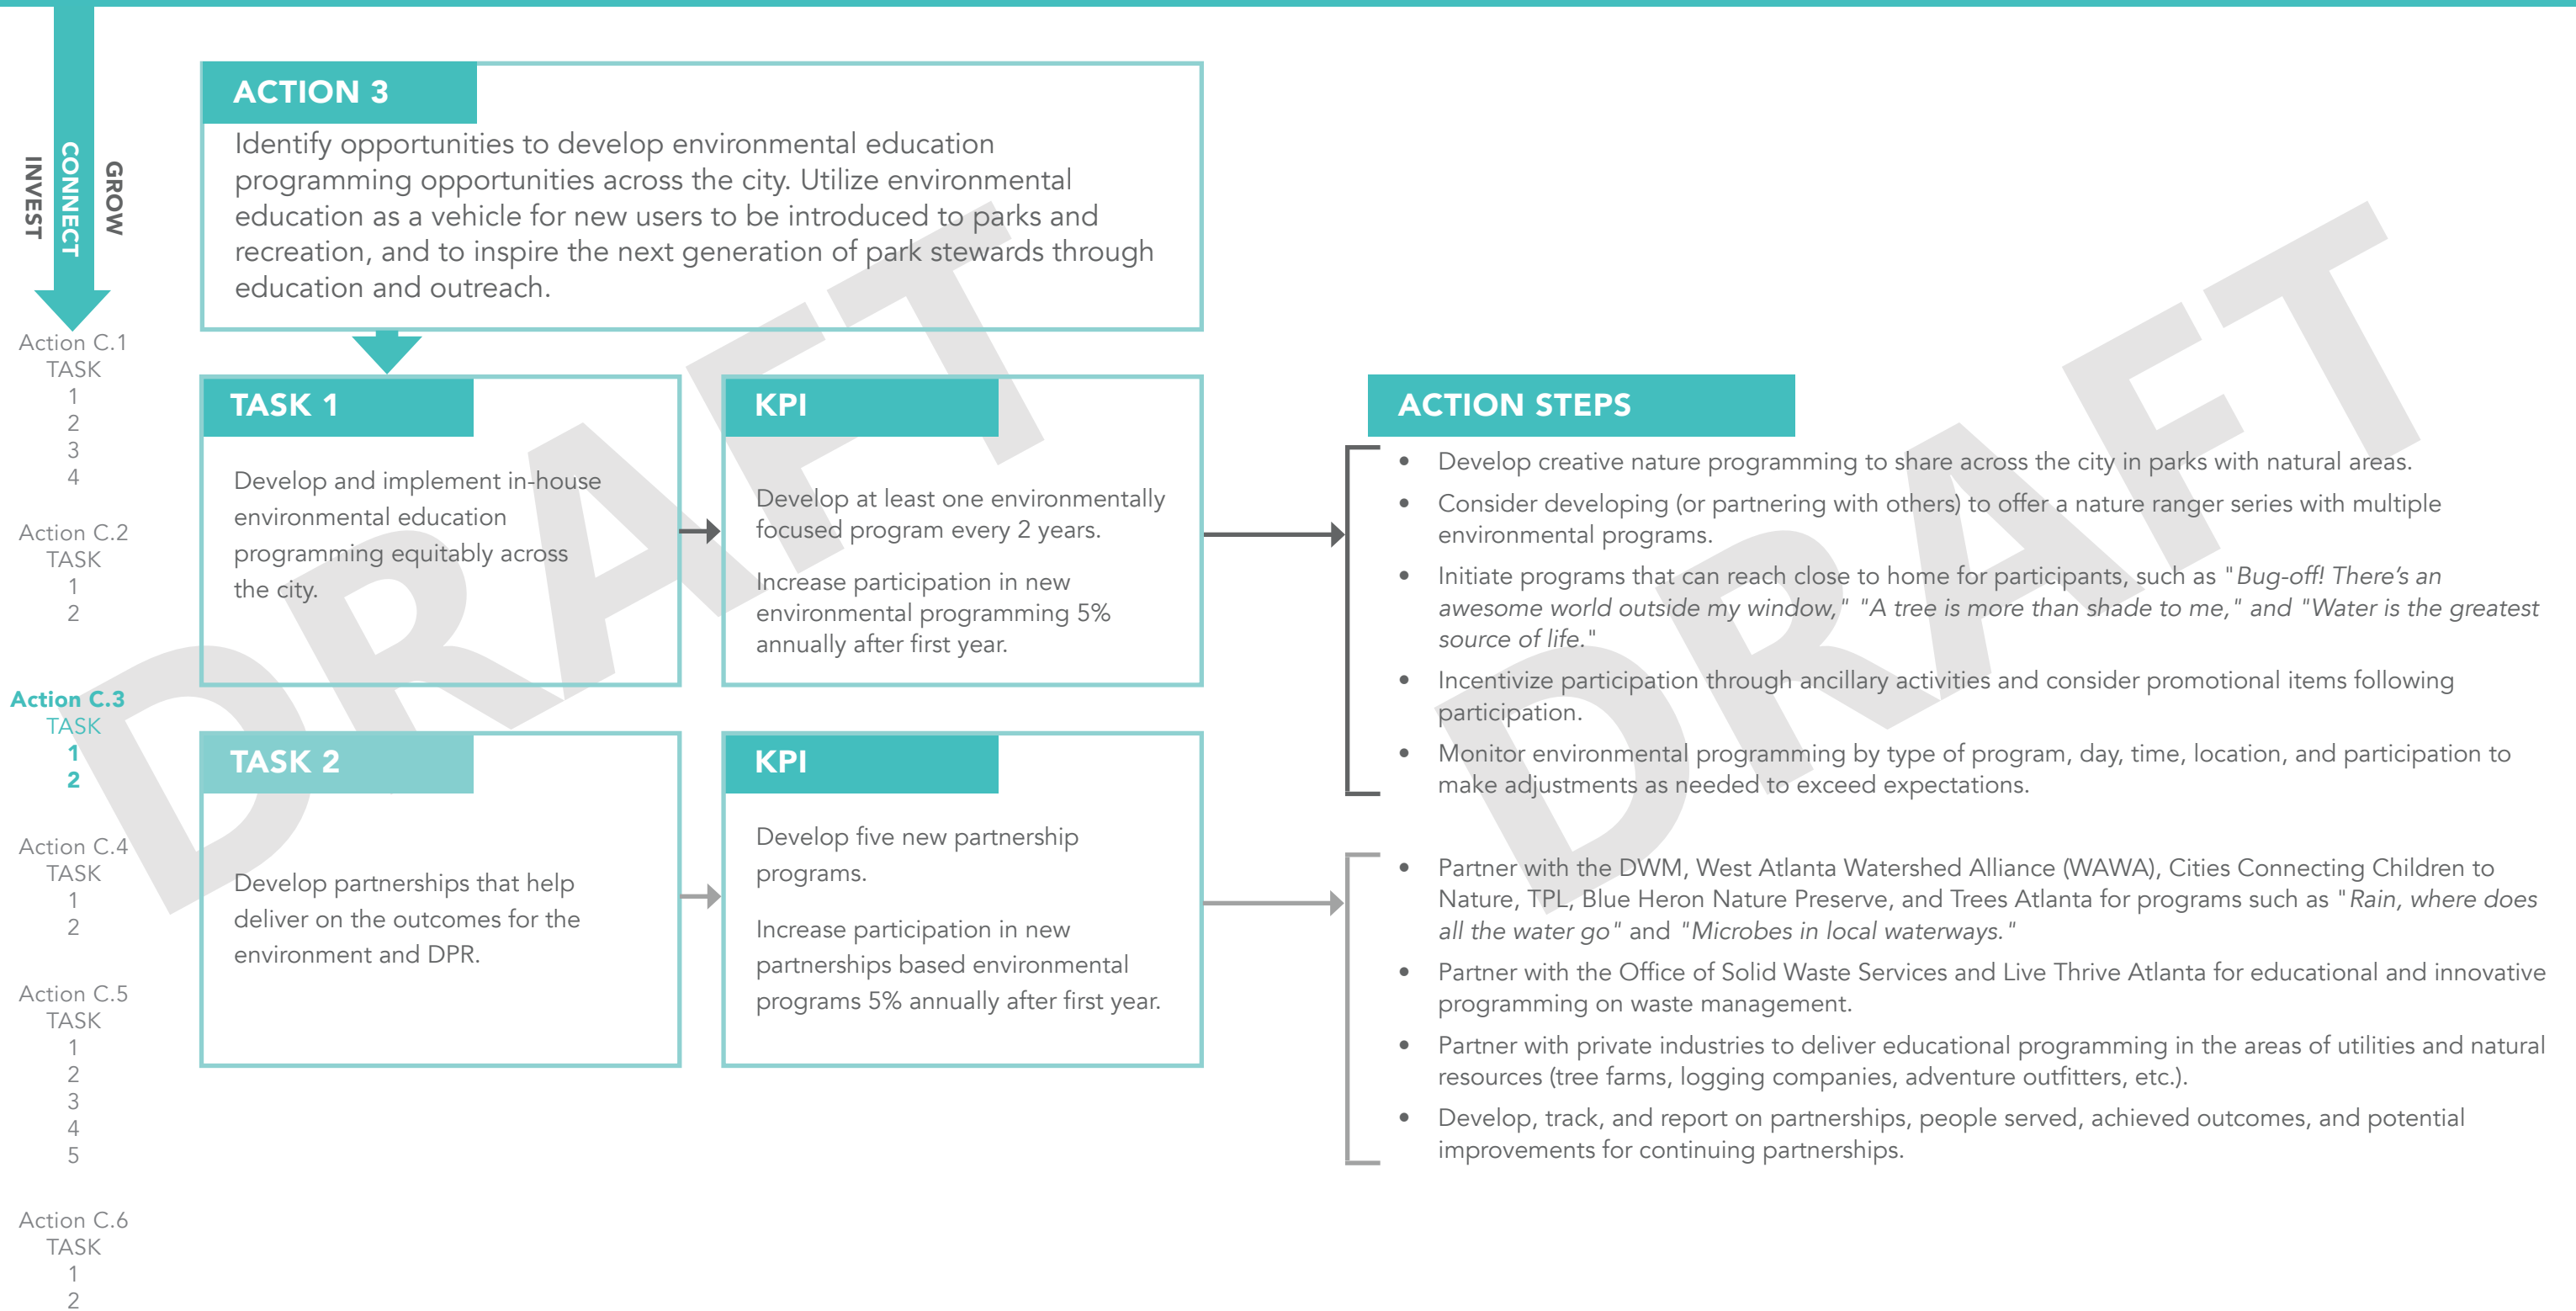 INVEST
CONNECT
GROW
Action C.1
TASK
1
2
3
4
Action C.2
TASK
1
2
Action C.3
TASK
1
2
Action C.4
TASK
1
2
Action C.5
TASK
1
2
3
4
5
Action C.6
TASK
1
2
ACTION 3
Identify opportunities to develop environmental education
programming opportunities across the city. Utilize environmental
education as a vehicle for new users to be introduced to parks and
recreation, and to inspire the next generation of park stewards through
education and outreach.
TASK 1
Develop and implement in-house
environmental education
programming equitably across
the city.
KPI
Develop at least one environmentally
focused program every 2 years.
Increase participation in new
environmental programming 5%
annually after first year.
ACTION STEPS
• Develop creative nature programming to share across the city in parks with natural areas.
• Consider developing (or partnering with others) to offer a nature ranger series with multiple
environmental programs.
• Initiate programs that can reach close to home for participants, such as "Bug-off! There's an
awesome world outside my window," "A tree is more than shade to me," and "Water is the greatest
source of life."
• Incentivize participation through ancillary activities and consider promotional items following
participation.
• Monitor environmental programming by type of program, day, time, location, and participation to
make adjustments as needed to exceed expectations.
TASK 2
Develop partnerships that help
deliver on the outcomes for the
environment and DPR.
KPI
Develop five new partnership
programs.
Increase participation in new
partnerships based environmental
programs 5% annually after first year.
• Partner with the DWM, West Atlanta Watershed Alliance (WAWA), Cities Connecting Children to
Nature, TPL, Blue Heron Nature Preserve, and Trees Atlanta for programs such as "Rain, where does
all the water go" and "Microbes in local waterways."
• Partner with the Office of Solid Waste Services and Live Thrive Atlanta for educational and innovative
programming on waste management.
• Partner with private industries to deliver educational programming in the areas of utilities and natural
resources (tree farms, logging companies, adventure outfitters, etc.).
• Develop, track, and report on partnerships, people served, achieved outcomes, and potential
improvements for continuing partnerships.
DRAFT
DRAFT